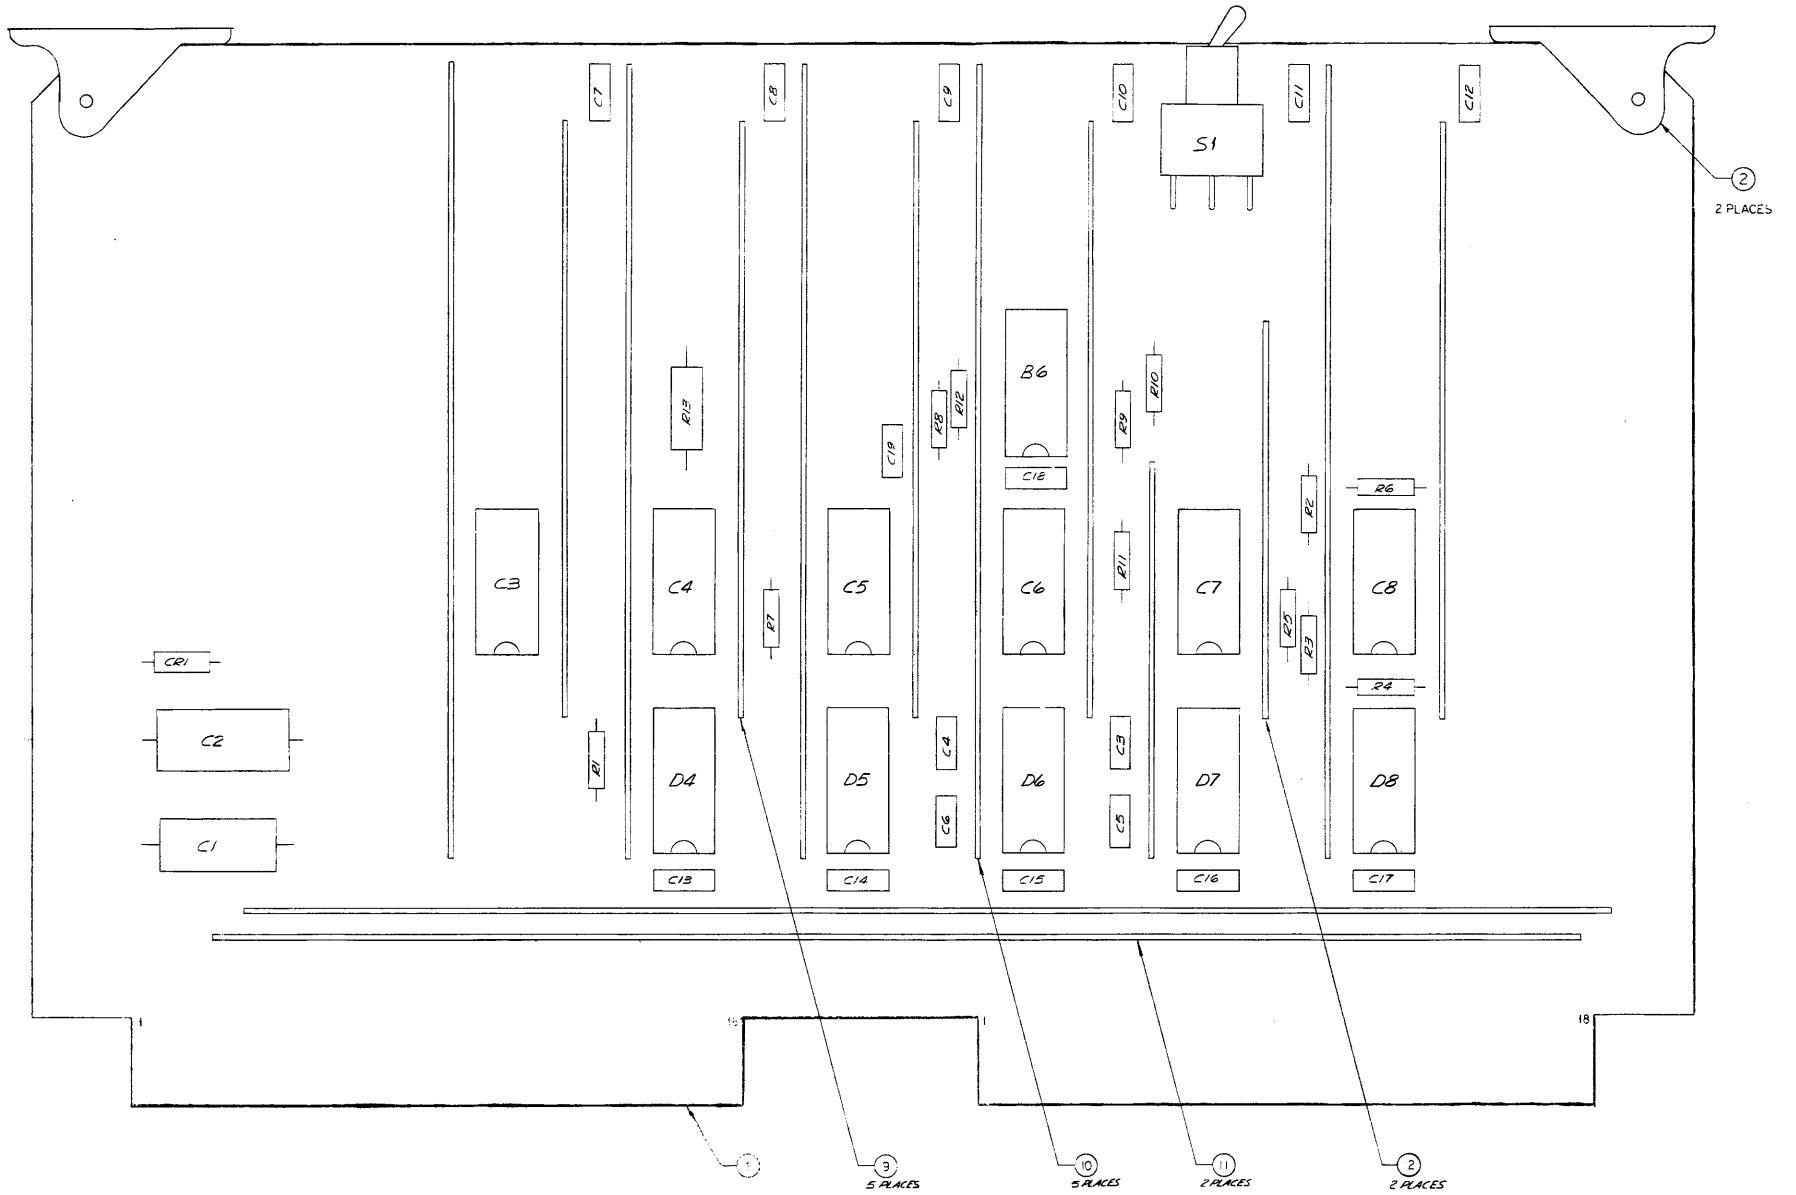 C7
C8
C9
C10
C11
C12
S1
2
2 PLACES
R13
C19
R8
R12
B6
C18
R9
R10
R2
R6
C3
C4
C5
C6
C7
C8
R11
R7
R5
R3
R4
CR1
C2
C1
R1
D4
D5
C4
C6
D6
C3
C5
D7
D8
C13
C14
C15
C16
C17
1
18
1
18
1
9
5 PLACES
10
5 PLACES
11
2 PLACES
2
2 PLACES